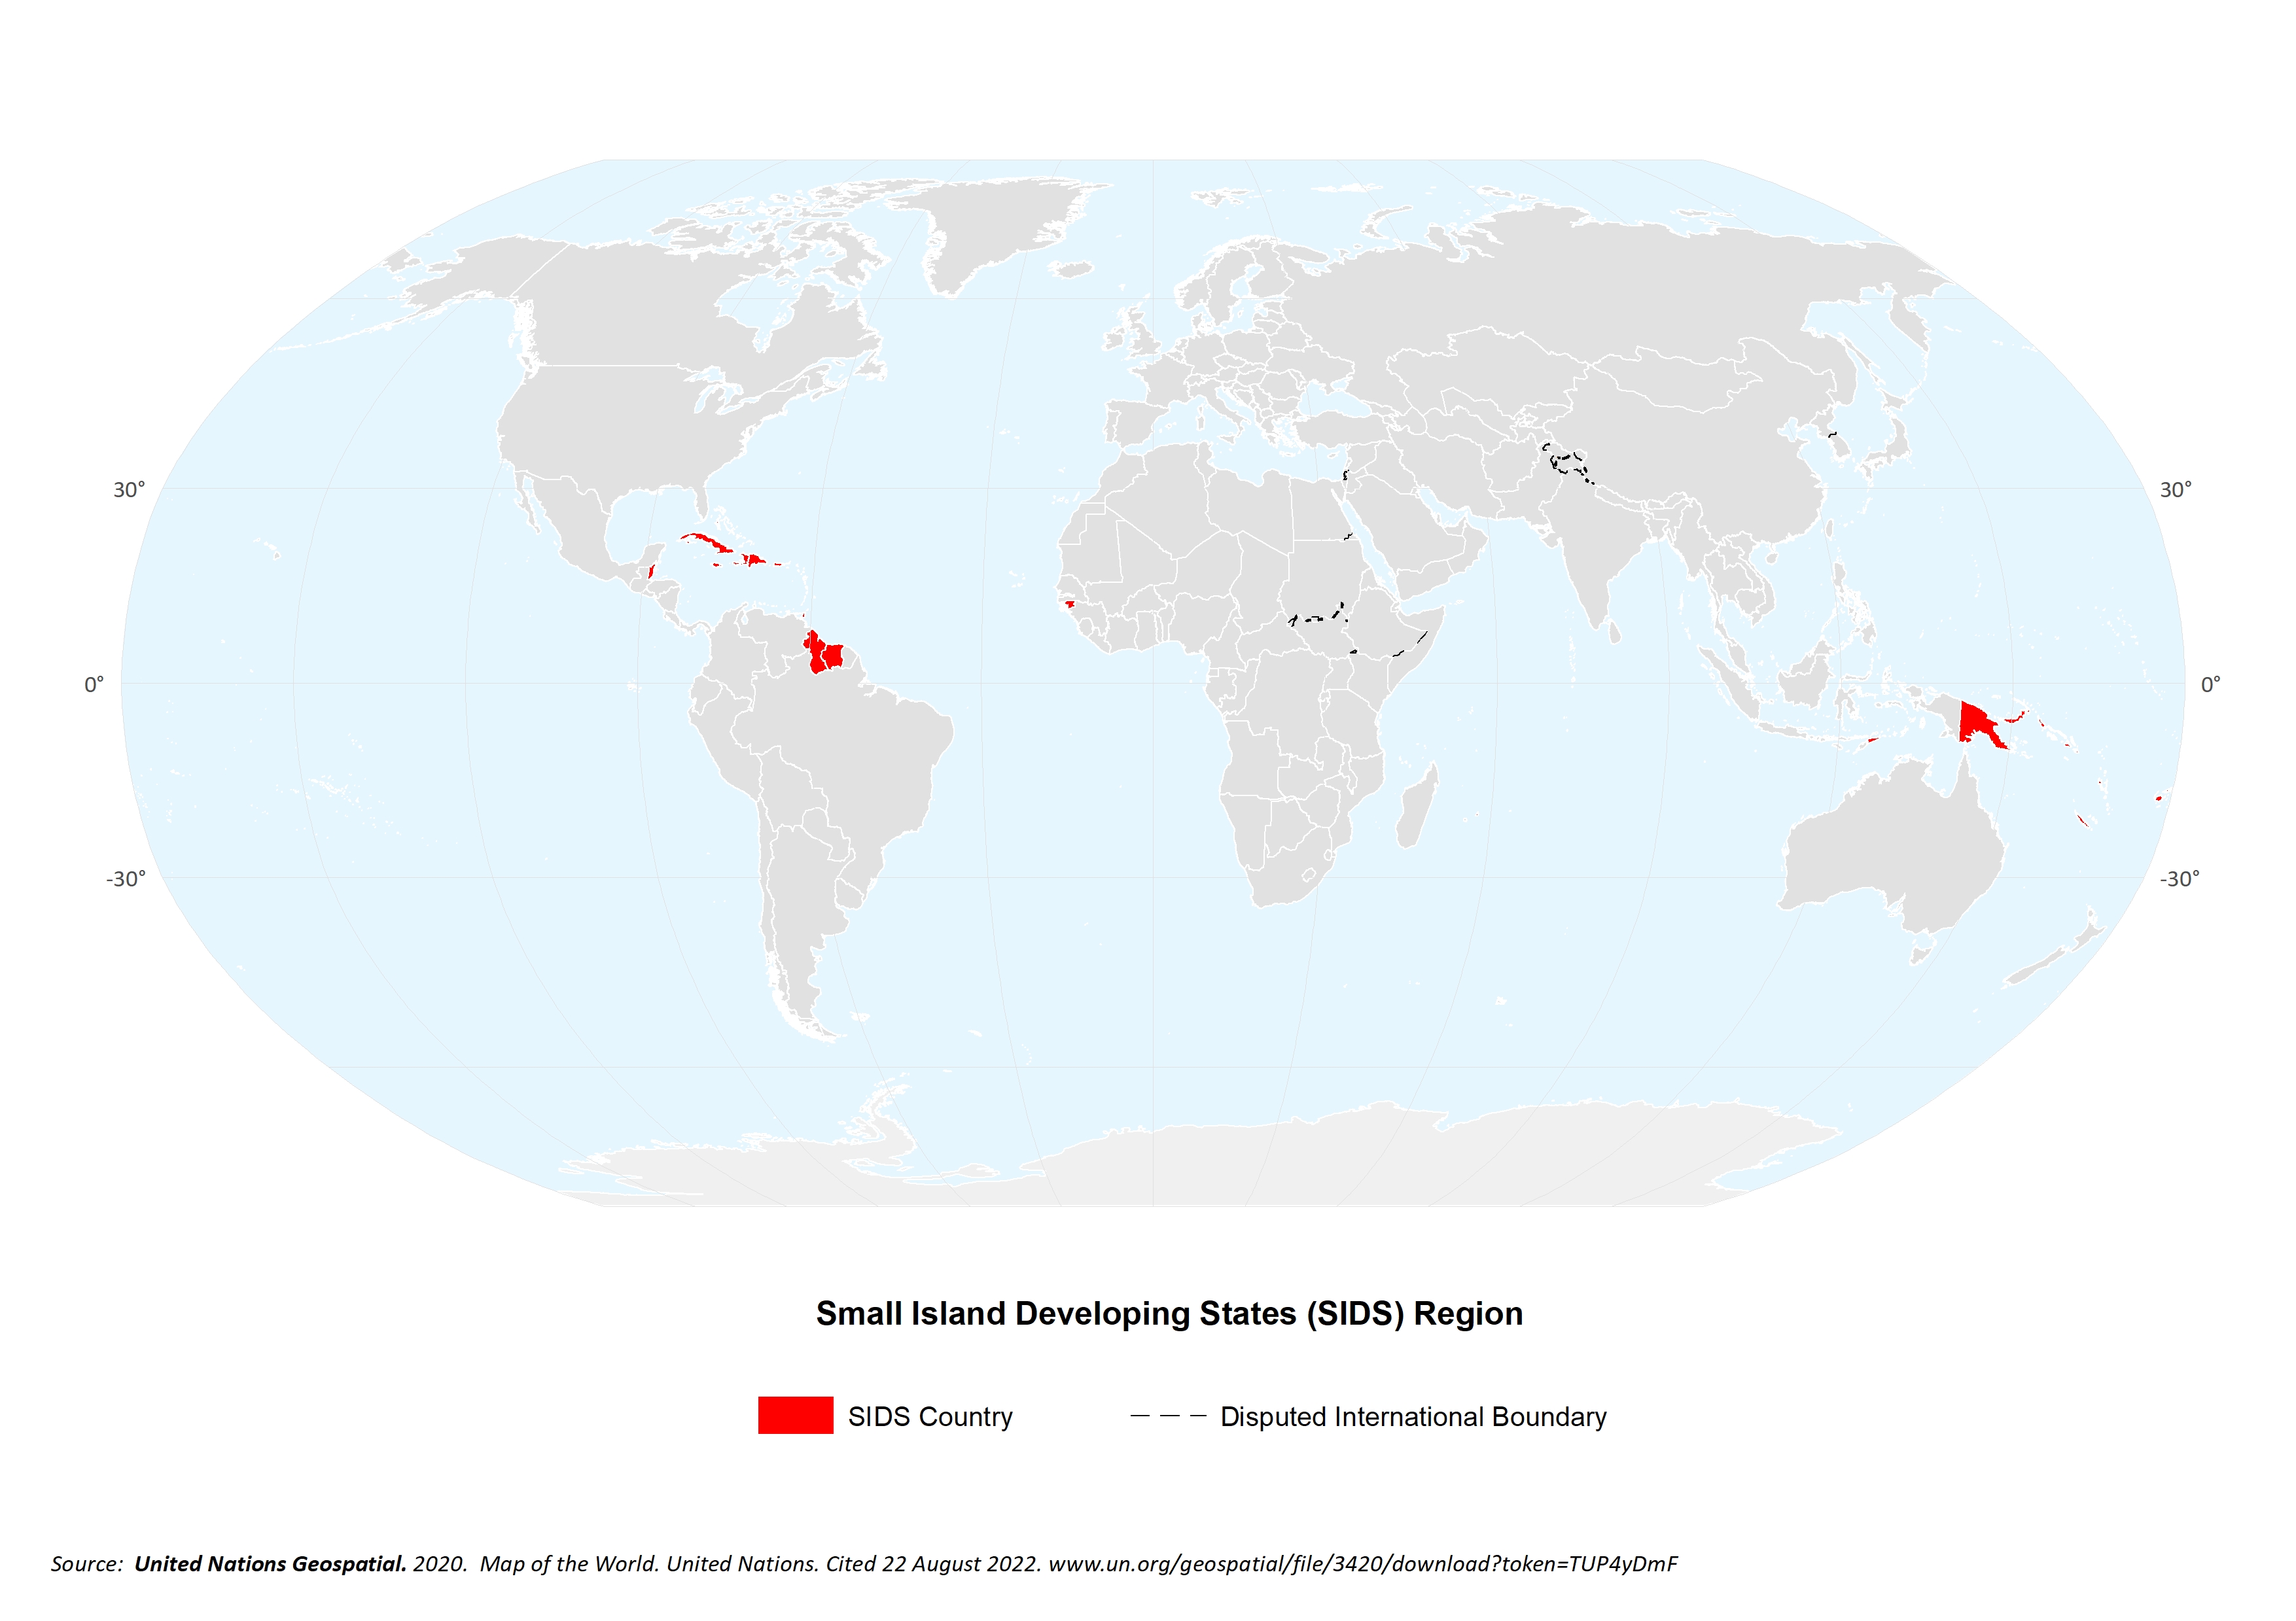 30° 30°
0° 0°
-30° -30°
Small Island Developing States (SIDS) Region
SIDS Country Disputed International Boundary
Source: United Nations Geospatial. 2020. Map of the World. United Nations. Cited 22 August 2022. www.un.org/geospatial/file/3420/download?token=TUP4yDmF